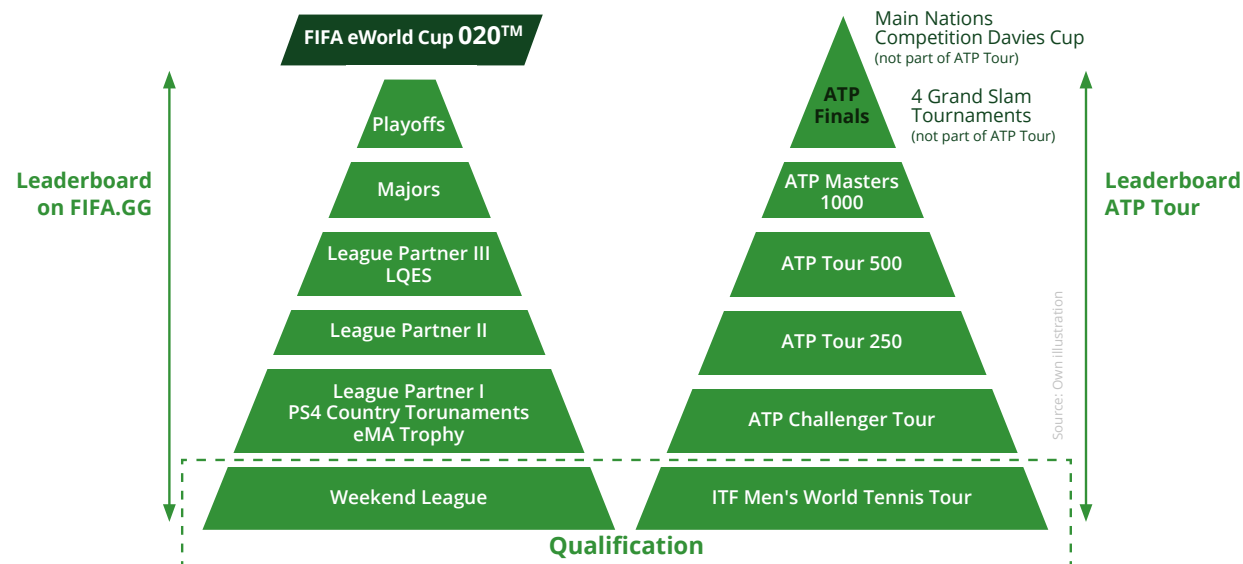 FIFA eWorld Cup 020™
Playoffs
Majors
League Partner III
LQES
League Partner II
League Partner I
PS4 Country Torunaments
eMA Trophy
Weekend League
Leaderboard
on FIFA.GG
Main Nations
Competition Davies Cup
(not part of ATP Tour)
ATP
Finals
4 Grand Slam
Tournaments
(not part of ATP Tour)
ATP Masters
1000
ATP Tour 500
ATP Tour 250
ATP Challenger Tour
ITF Men's World Tennis Tour
Leaderboard
ATP Tour
Source: Own illustration
Qualification